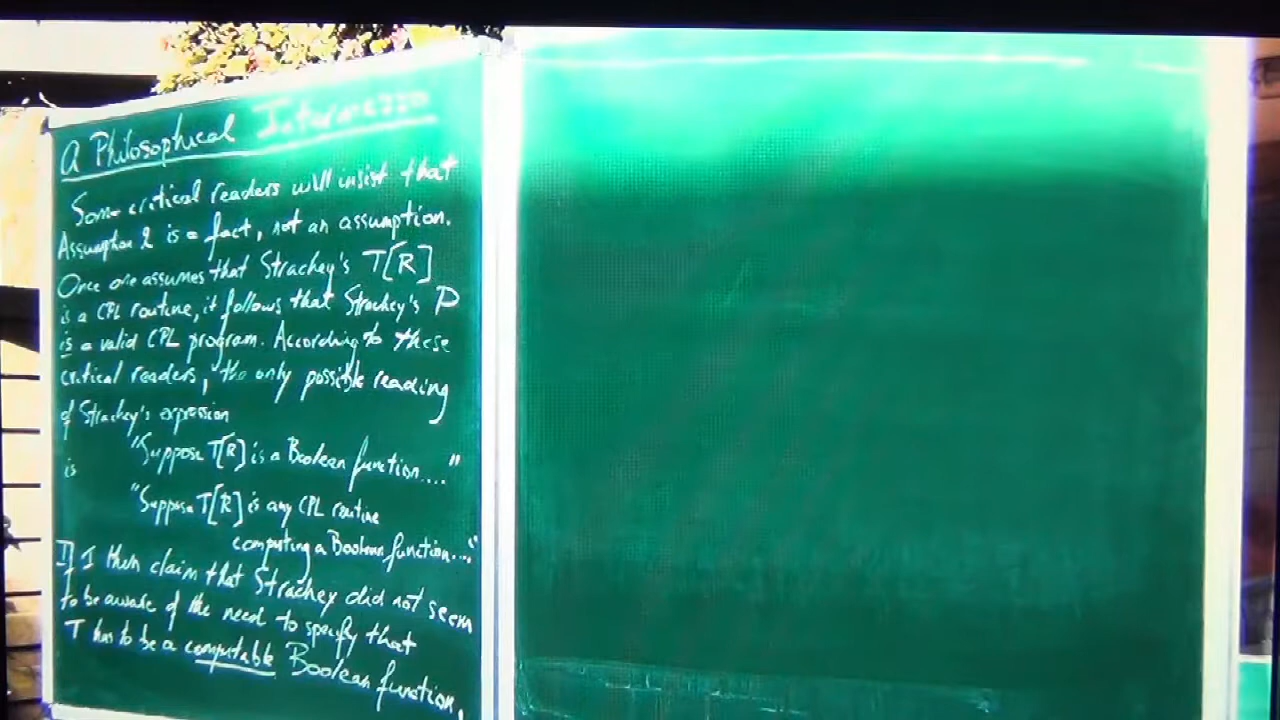 A Philosophical Intermezzo
Some critical readers will insist that
Assumption 2 is a fact, not an assumption.
Once one assumes that Strachey's T[R]
is a CPL routine, it follows that Strachey's P
is a valid CPL program. According to these
critical readers, the only possible reading
of Strachey's expression
"Suppose T[R] is a Boolean function...."
is
"Suppose T[R] is any CPL routine
computing a Boolean function...."
If I then claim that Strachey did not seem
to be aware of the need to specify that
T has to be a computable Boolean function,